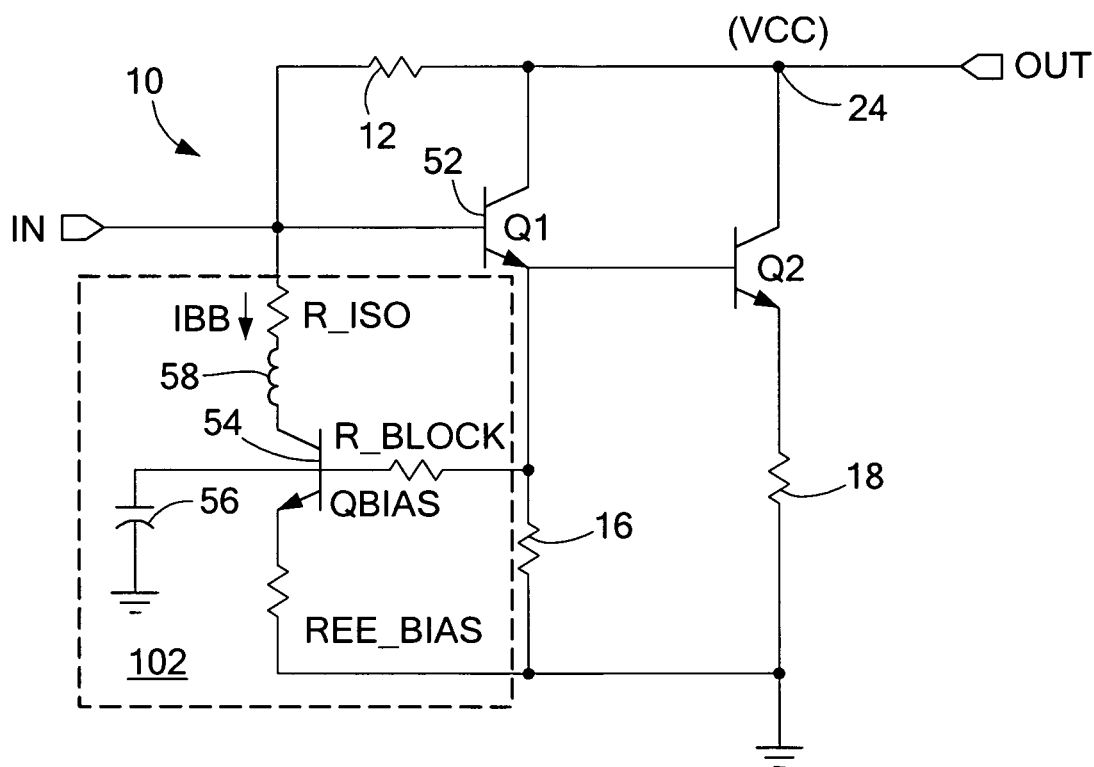 (VCC)
OUT
10
12
24
52
IN
Q1
Q2
IBB
R_ISO
58
54
R_BLOCK
18
56
QBIAS
16
REE_BIAS
102